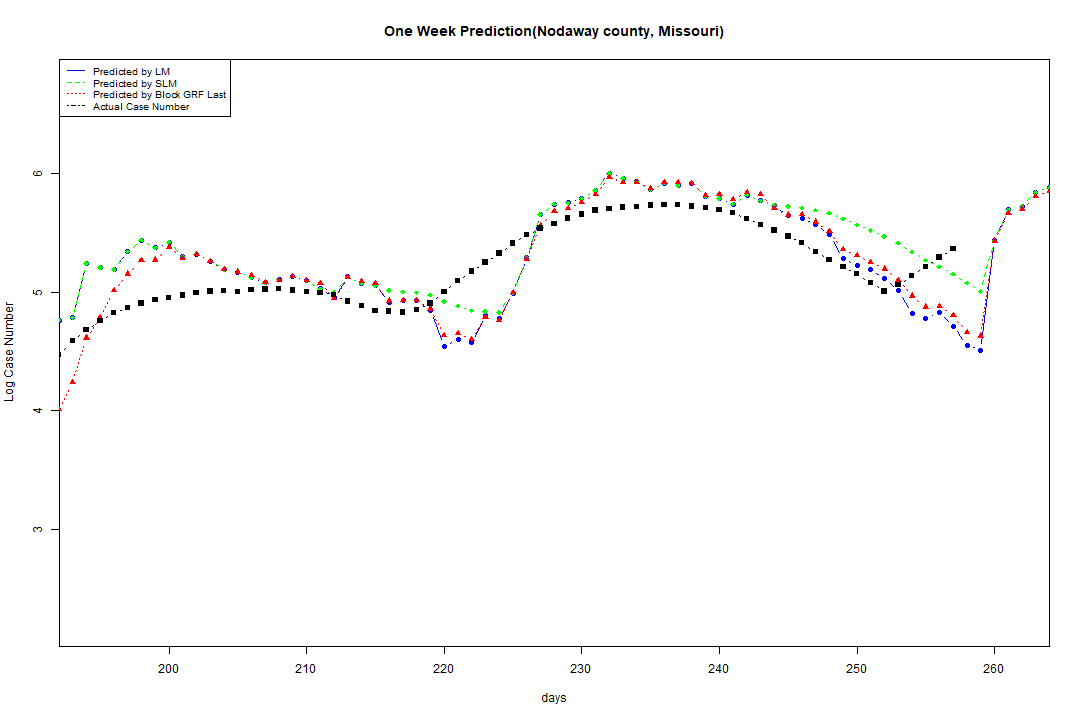 One Week Prediction(Nodaway county, Missouri)
Predicted by LM
Predicted by SLM
Predicted by Block GRF Last
Actual Case Number
6
5
4
3
Log Case Number
200 210 220 230 240 250 260
days